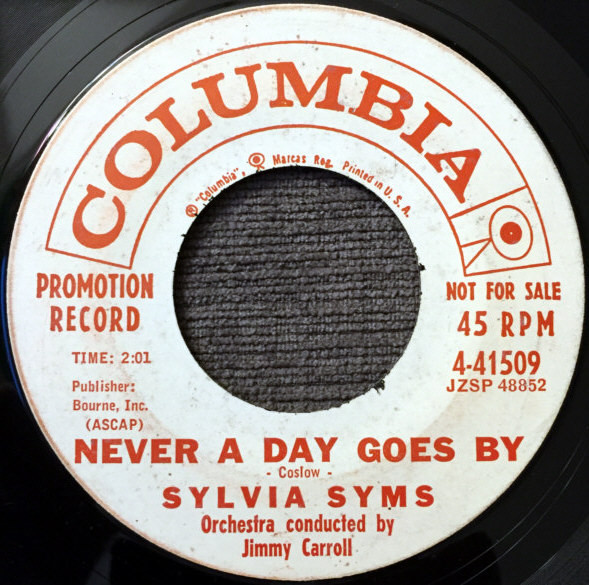 COLUMBIA
® "Columbia", Marcas Reg. Printed in U. S. A.
PROMOTION
RECORD
NOT FOR SALE
45 RPM
TIME: 2:01
4-41509
JZSP 48852
Publisher:
Bourne, Inc.
(ASCAP)
NEVER A DAY GOES BY
- Coslow -
SYLVIA SYMS
Orchestra conducted by
Jimmy Carroll